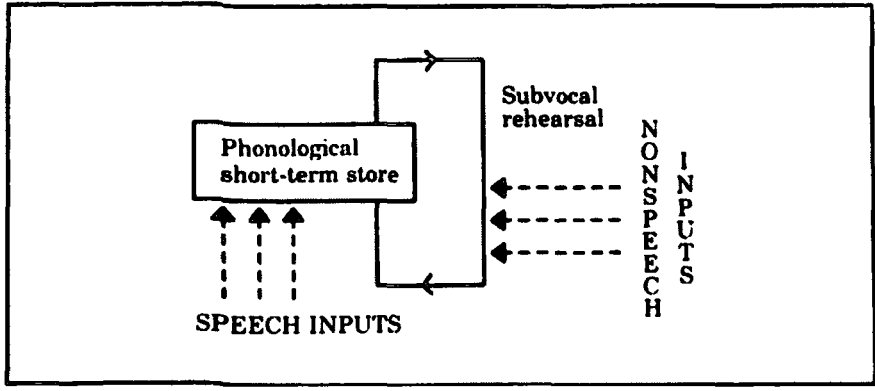 Subvocal
rehearsal
Phonological
short-term store
NONSPEECH
INPUTS
SPEECH INPUTS